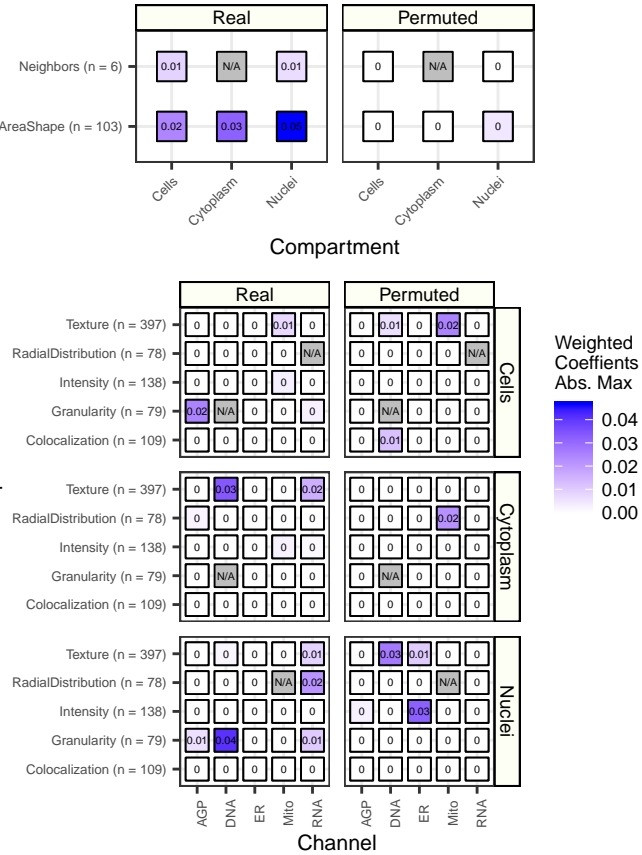 Real Permuted
Neighbors (n = 6) 0.01 N/A 0.01 0 N/A 0
AreaShape (n = 103) 0.02 0.03 0.05 0 0 0
Cells Cytoplasm Nuclei Cells Cytoplasm Nuclei
Compartment
Real Permuted
Texture (n = 397) 0 0 0 0.01 0 0 0.01 0 0.02 0
RadialDistribution (n = 78) 0 0 0 0 N/A 0 0 0 0 N/A
Intensity (n = 138) 0 0 0 0 0 0 0 0 0 0
Granularity (n = 79) 0.02 N/A 0 0 0 0 N/A 0 0 0
Colocalization (n = 109) 0 0 0 0 0 0 0.01 0 0 0
Cells
Texture (n = 397) 0 0.03 0 0 0.02 0 0 0 0 0
RadialDistribution (n = 78) 0 0 0 0 0 0 0 0 0.02 0
Intensity (n = 138) 0 0 0 0 0 0 0 0 0 0
Granularity (n = 79) 0 N/A 0 0 0 0 N/A 0 0 0
Colocalization (n = 109) 0 0 0 0 0 0 0 0 0 0
Cytoplasm
Texture (n = 397) 0 0 0 0 0.01 0 0.03 0.01 0 0
RadialDistribution (n = 78) 0 0 0 N/A 0.02 0 0 0 N/A 0
Intensity (n = 138) 0 0 0 0 0 0 0 0.03 0 0
Granularity (n = 79) 0.01 0.04 0 0 0.01 0 0 0 0 0
Colocalization (n = 109) 0 0 0 0 0 0 0 0 0 0
Nuclei
AGP DNA ER Mito RNA AGP DNA ER Mito RNA
Channel
Weighted
Coeffients
Abs. Max
0.04
0.03
0.02
0.01
0.00